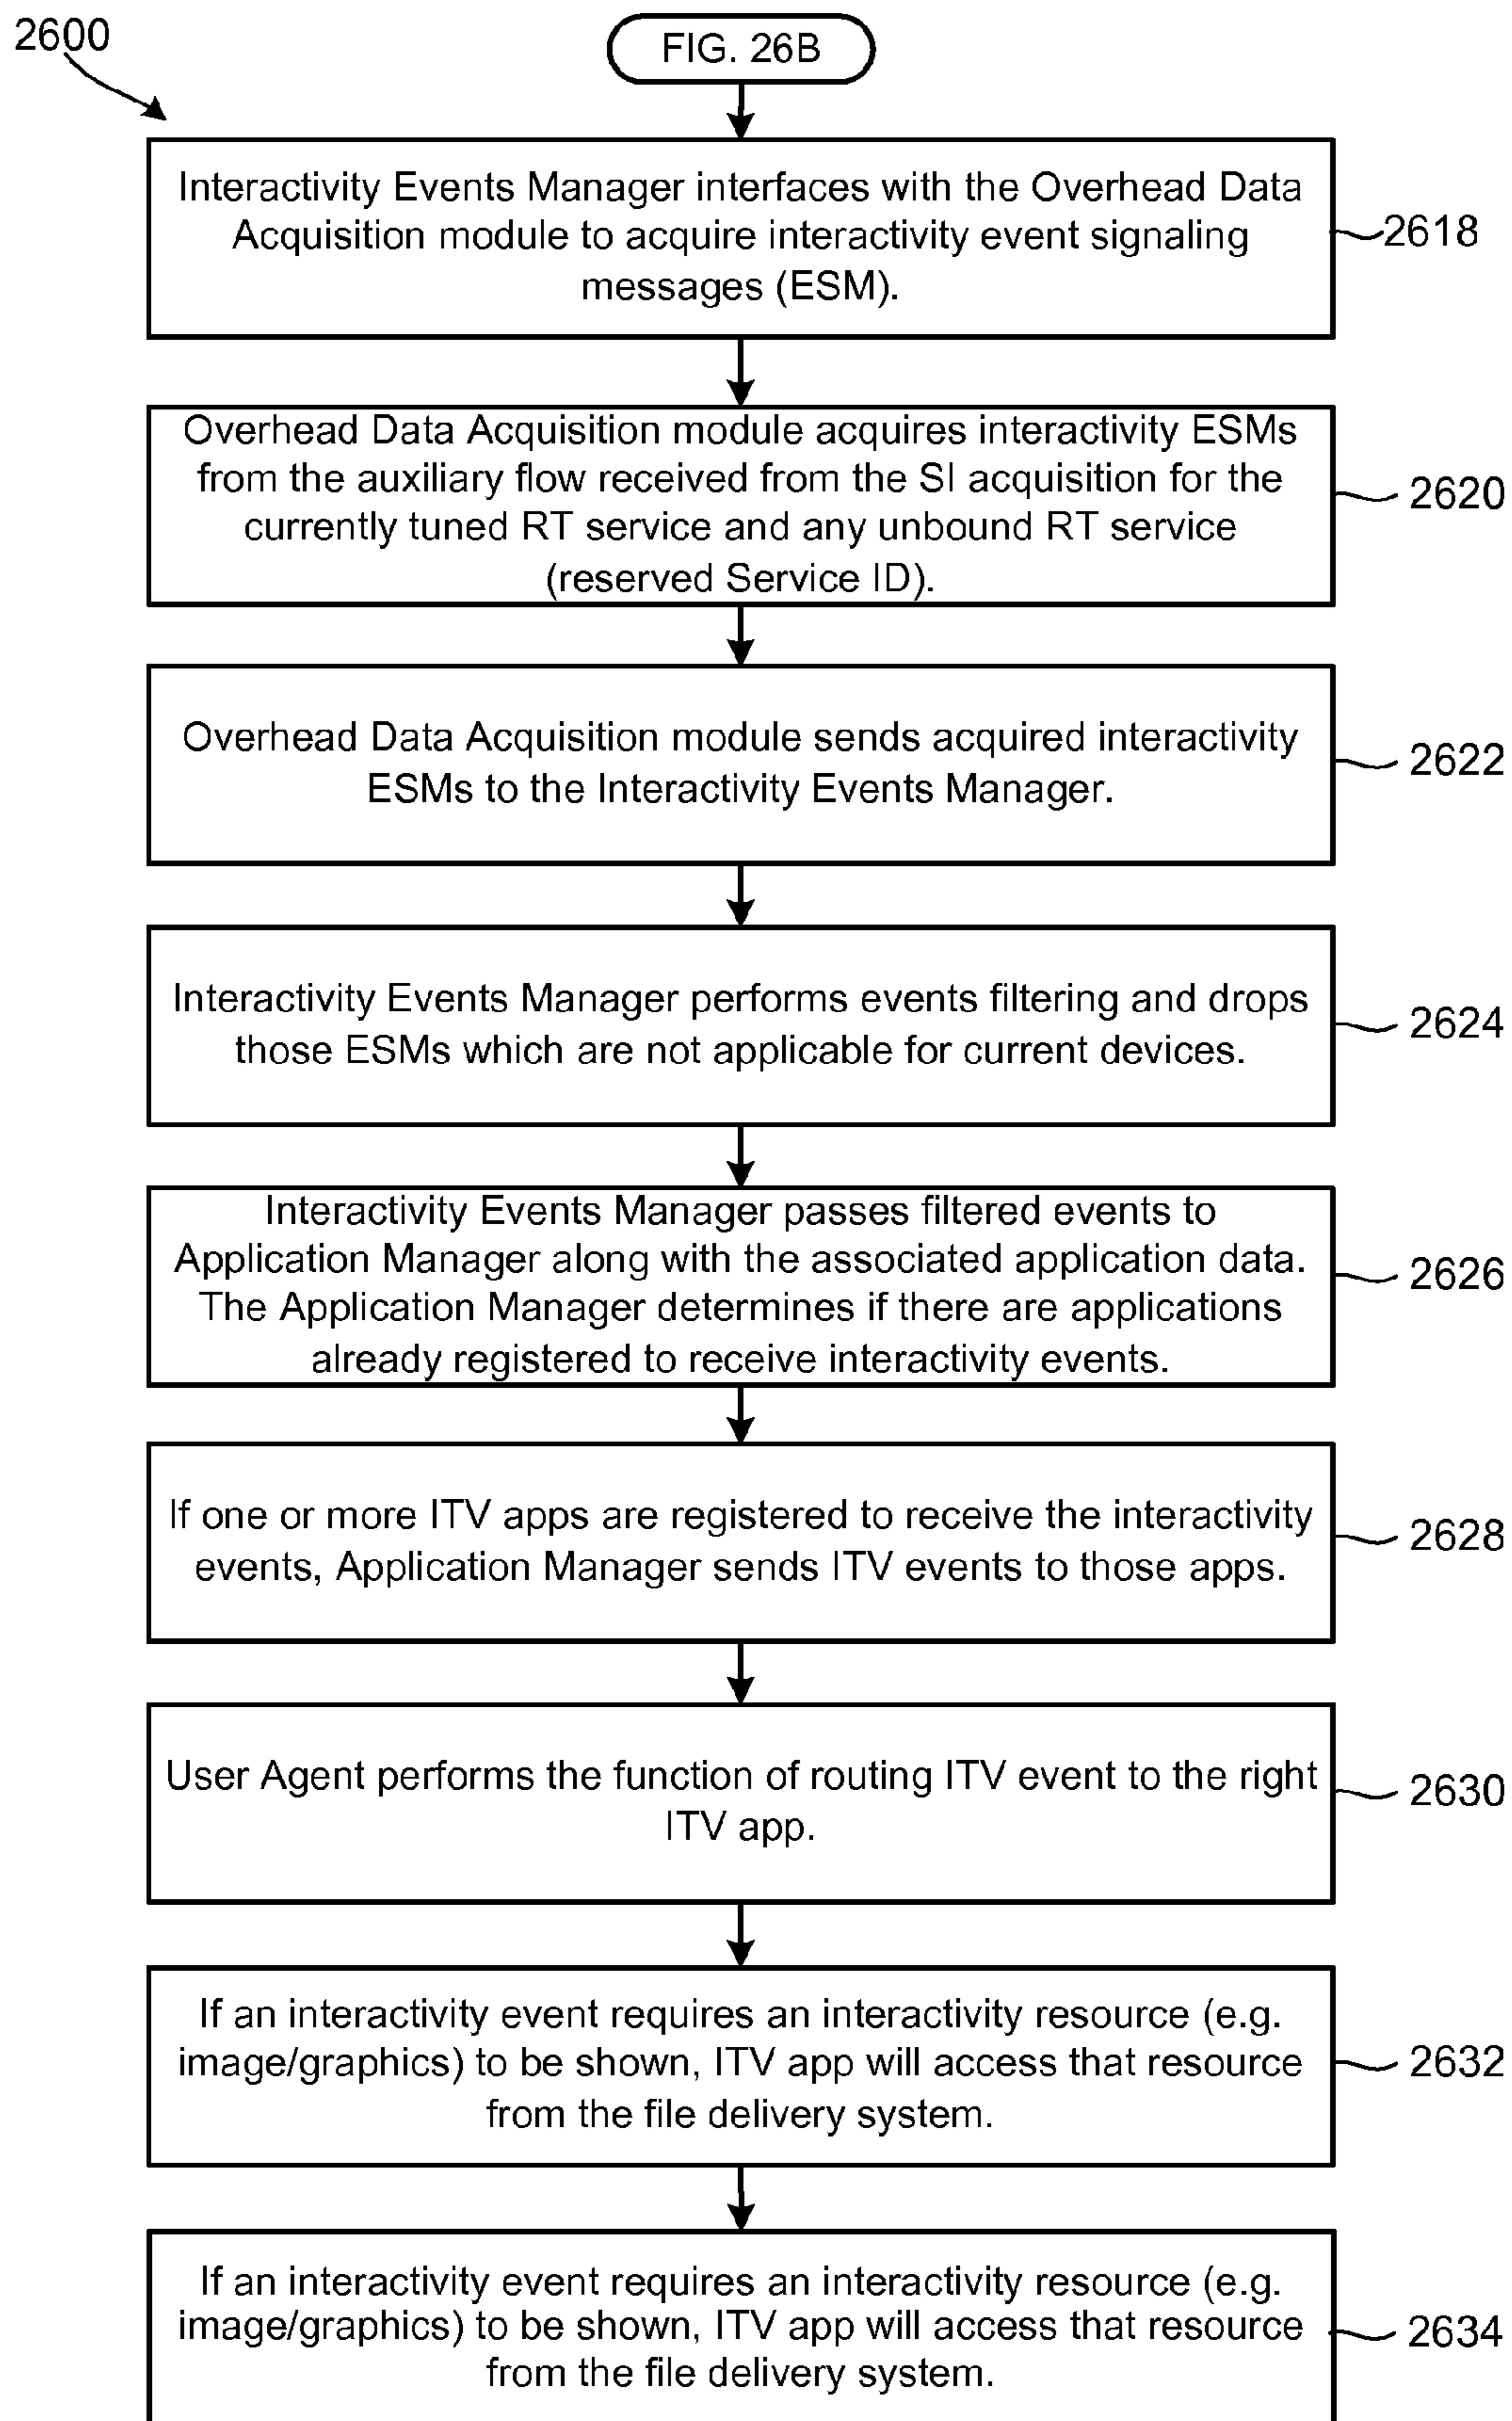 2600
FIG. 26B
Interactivity Events Manager interfaces with the Overhead Data
Acquisition module to acquire interactivity event signaling
messages (ESM).
2618
Overhead Data Acquisition module acquires interactivity ESMs
from the auxiliary flow received from the SI acquisition for the
currently tuned RT service and any unbound RT service
(reserved Service ID).
2620
Overhead Data Acquisition module sends acquired interactivity
ESMs to the Interactivity Events Manager.
2622
Interactivity Events Manager performs events filtering and drops
those ESMs which are not applicable for current devices.
2624
Interactivity Events Manager passes filtered events to
Application Manager along with the associated application data.
The Application Manager determines if there are applications
already registered to receive interactivity events.
2626
If one or more ITV apps are registered to receive the interactivity
events, Application Manager sends ITV events to those apps.
2628
User Agent performs the function of routing ITV event to the right
ITV app.
2630
If an interactivity event requires an interactivity resource (e.g.
image/graphics) to be shown, ITV app will access that resource
from the file delivery system.
2632
If an interactivity event requires an interactivity resource (e.g.
image/graphics) to be shown, ITV app will access that resource
from the file delivery system.
2634